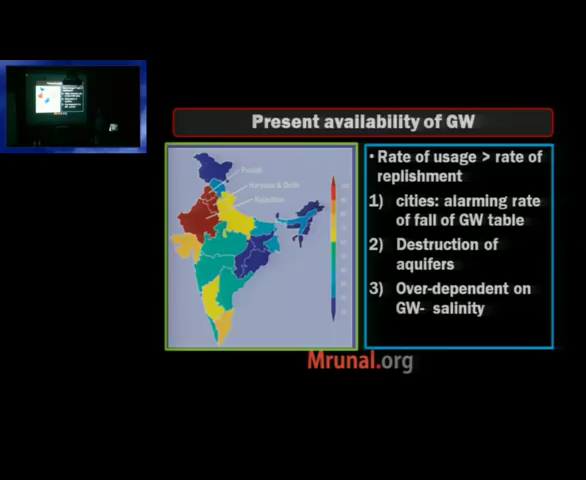 Present availability of GW
Punjab
Haryana & Delhi
Rajasthan
• Rate of usage > rate of
replishment
1) cities: alarming rate
of fall of GW table
2) Destruction of
aquifers
3) Over-dependent on
GW- salinity
Mrunal.org